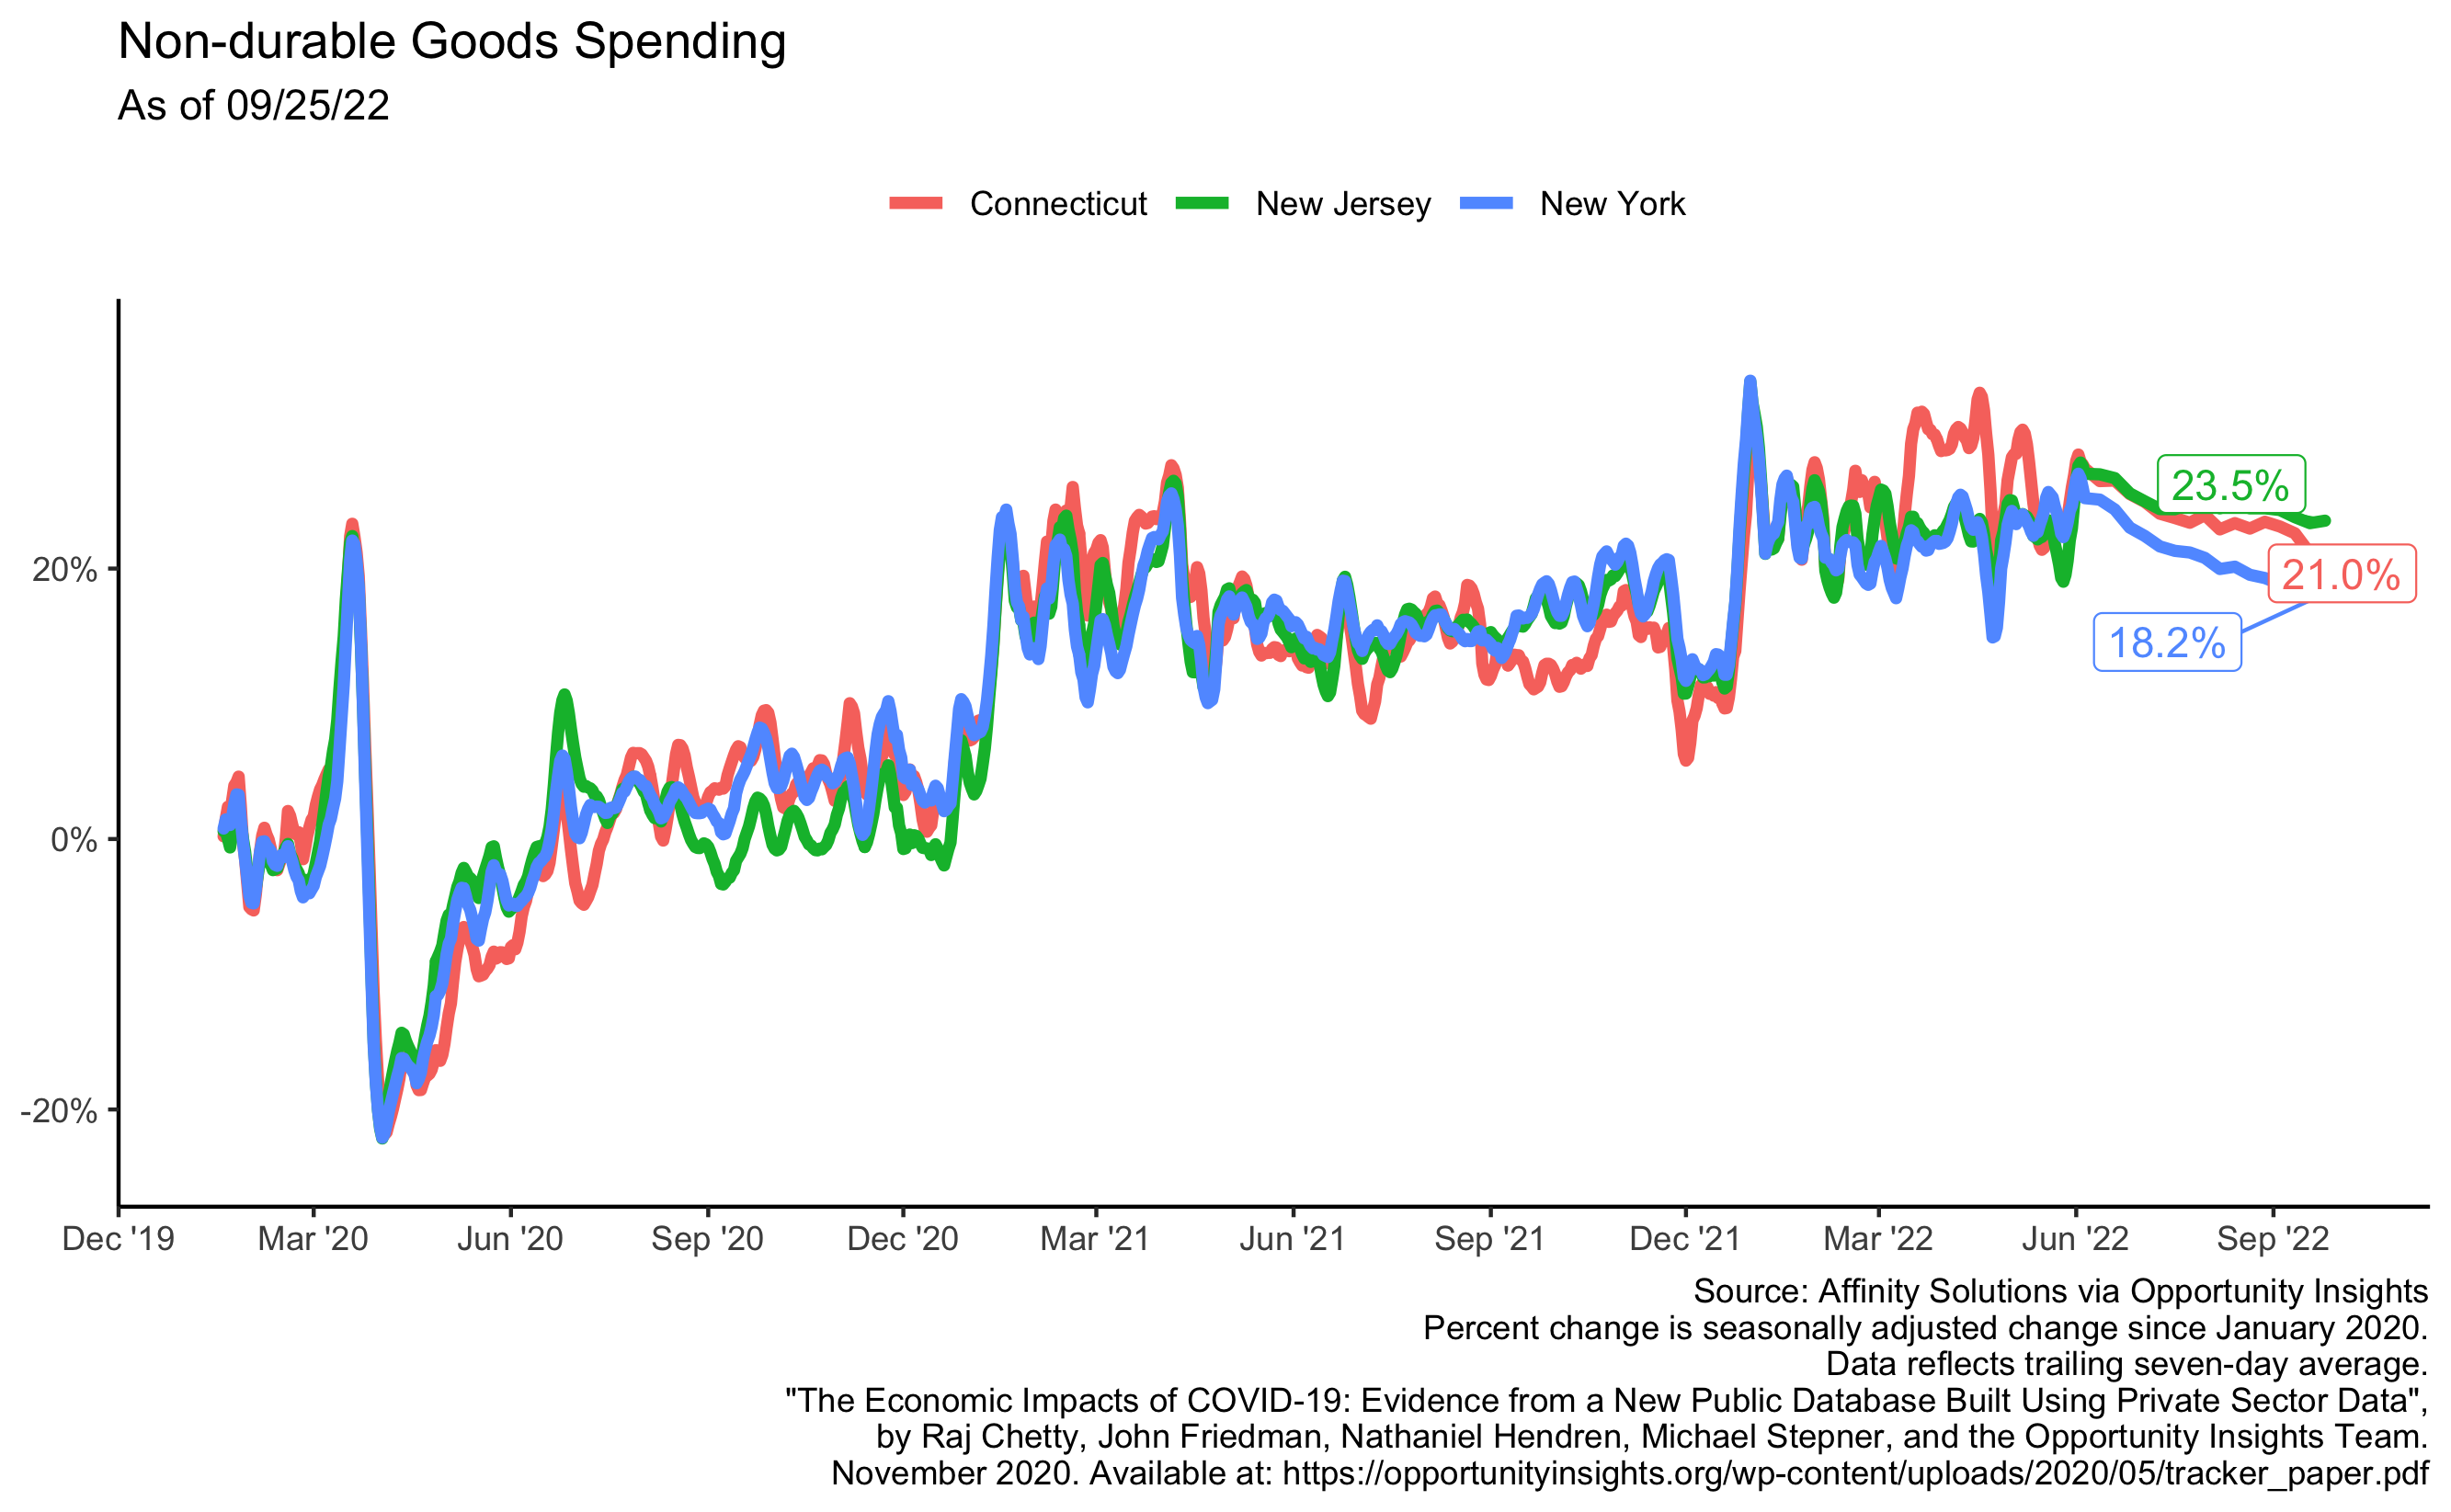 Non-durable Goods Spending
As of 09/25/22
Connecticut New Jersey New York
23.5%
20%
21.0%
18.2%
0%
-20%
Dec '19 Mar '20 Jun '20 Sep '20 Dec '20 Mar '21 Jun '21 Sep '21 Dec '21 Mar '22 Jun '22 Sep '22
Source: Affinity Solutions via Opportunity Insights
Percent change is seasonally adjusted change since January 2020.
Data reflects trailing seven-day average.
"The Economic Impacts of COVID-19: Evidence from a New Public Database Built Using Private Sector Data",
by Raj Chetty, John Friedman, Nathaniel Hendren, Michael Stepner, and the Opportunity Insights Team.
November 2020. Available at: https://opportunityinsights.org/wp-content/uploads/2020/05/tracker_paper.pdf